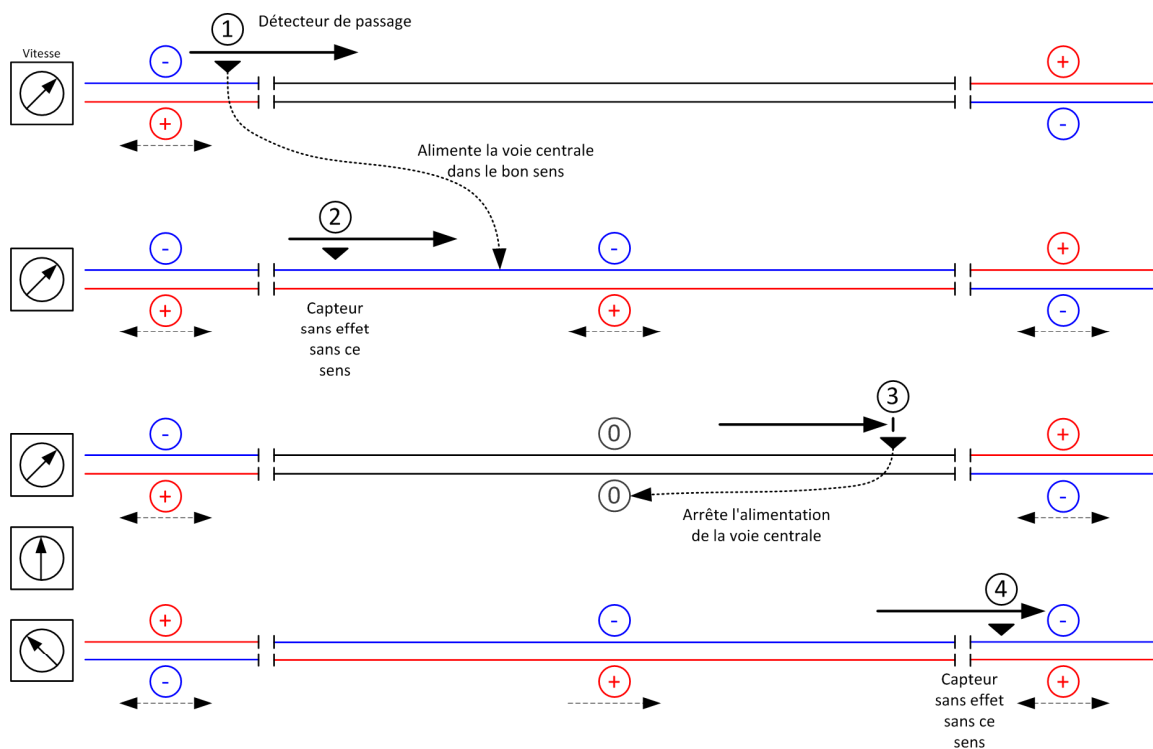 1
Détecteur de passage
Vitesse
-
+
+
-
Alimente la voie centrale
dans le bon sens
2
-
-
+
+
+
-
Capteur
sans effet
sans ce
sens
3
-
0
+
+
0
-
Arrête l'alimentation
de la voie centrale
4
+
-
-
-
+
+
Capteur
sans effet
sans ce
sens